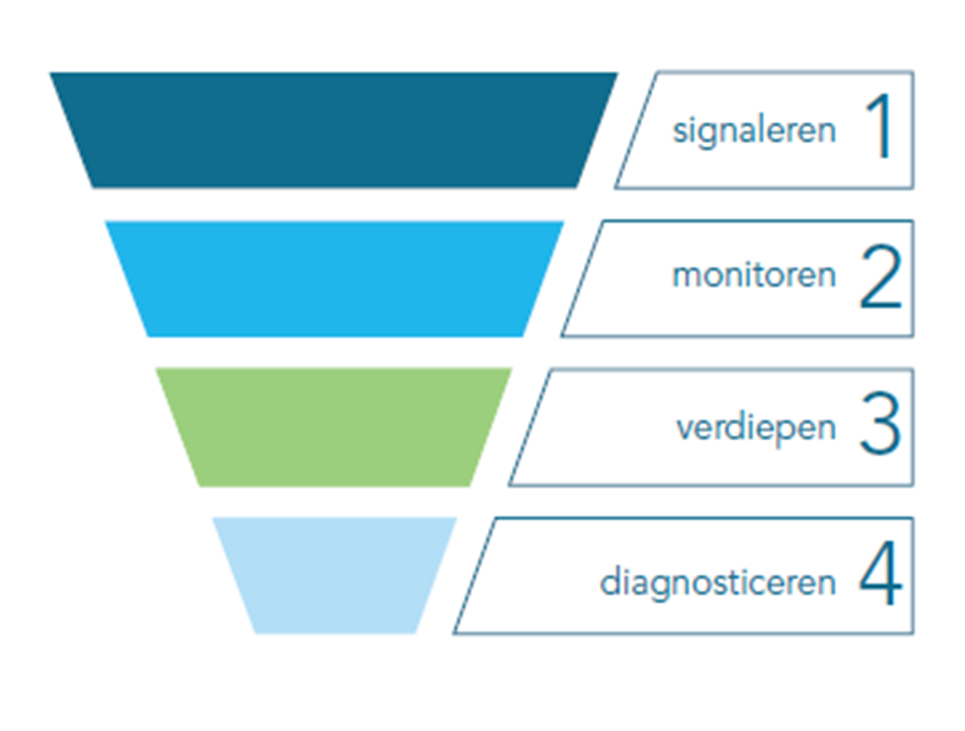 signaleren 1
monitoren 2
verdiepen 3
diagnosticeren 4